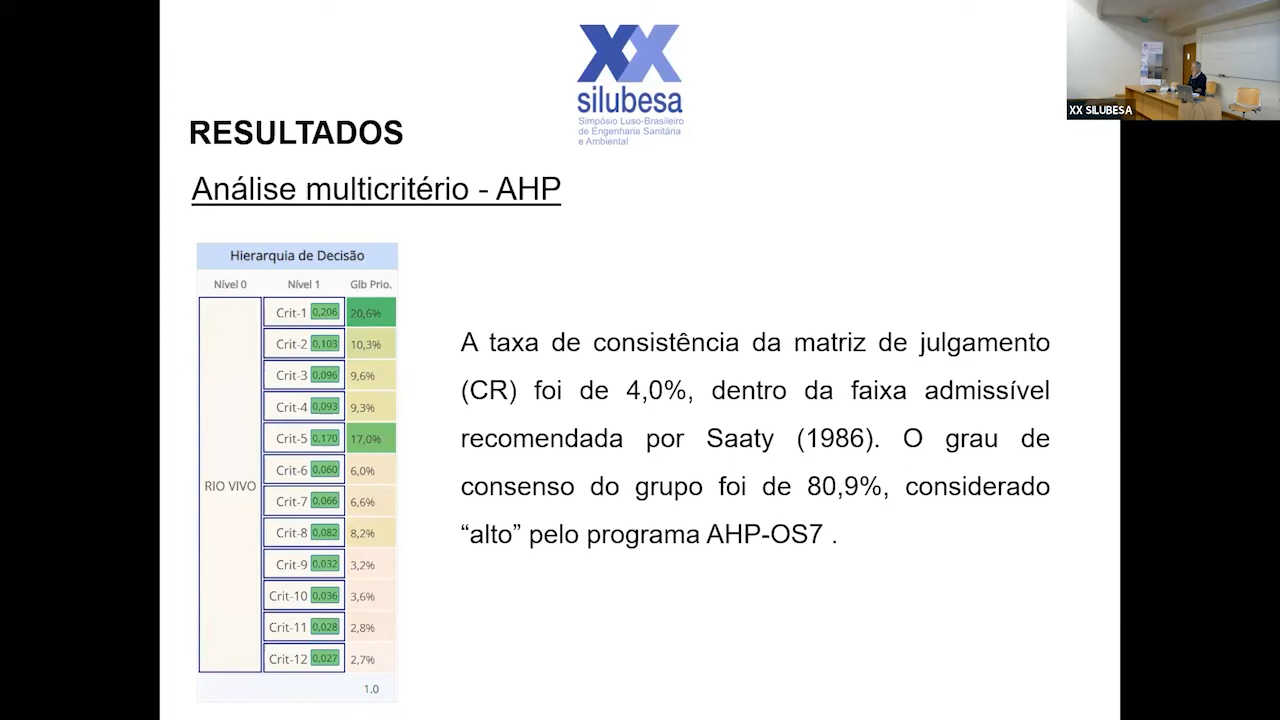 XX
silubesa
Simpósio Luso-Brasileiro
de Engenharia Sanitária
e Ambiental
XX SILUBESA
RESULTADOS
Análise multicritério - AHP
Hierarquia de Decisão
Nível 0 Nível 1 Glb Prio.
RIO VIVO
Crit-1 0,206 20,6%
Crit-2 0,103 10,3%
Crit-3 0,096 9,6%
Crit-4 0,093 9,3%
Crit-5 0,170 17,0%
Crit-6 0,060 6,0%
Crit-7 0,066 6,6%
Crit-8 0,082 8,2%
Crit-9 0,032 3,2%
Crit-10 0,036 3,6%
Crit-11 0,028 2,8%
Crit-12 0,027 2,7%
1.0
A taxa de consistência da matriz de julgamento
(CR) foi de 4,0%, dentro da faixa admissível
recomendada por Saaty (1986). O grau de
consenso do grupo foi de 80,9%, considerado
“alto” pelo programa AHP-OS7 .